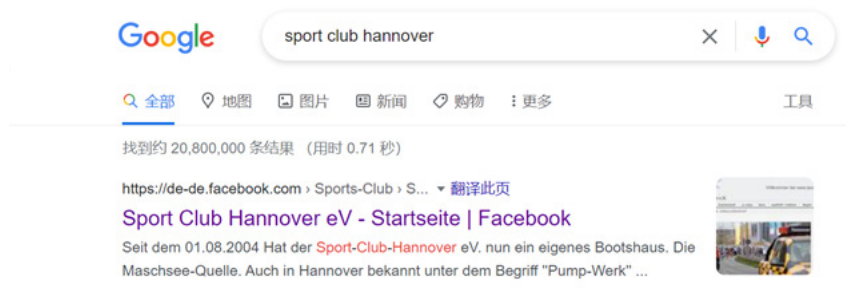 Google
sport club hannover
全部 地图 图片 新闻 购物 更多 工具
找到约 20,800,000 条结果 （用时 0.71 秒）
https://de-de.facebook.com › Sports-Club › S... 翻译此页
Sport Club Hannover eV - Startseite | Facebook
Seit dem 01.08.2004 Hat der Sport-Club-Hannover eV. nun ein eigenes Bootshaus. Die
Maschsee-Quelle. Auch in Hannover bekannt unter dem Begriff "Pump-Werk" ...